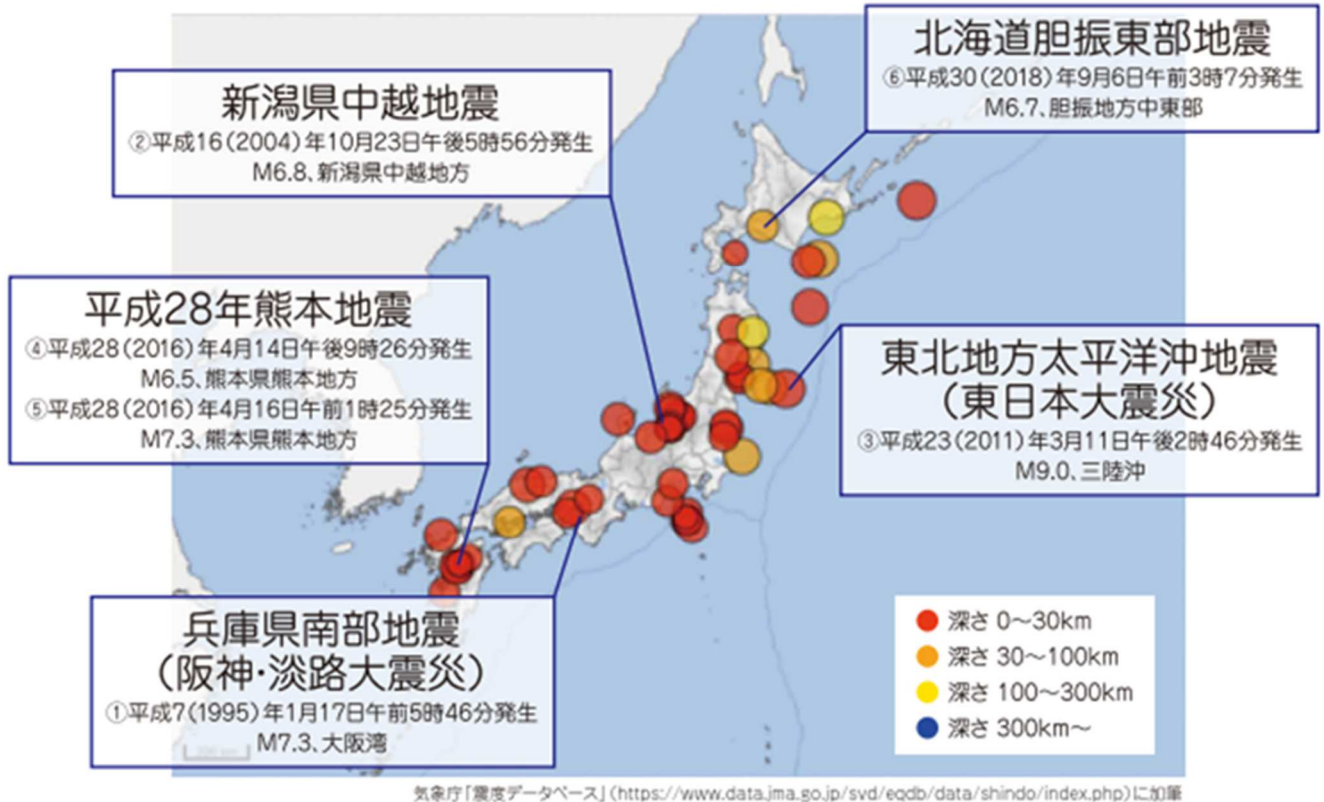 北海道胆振東部地震
⑥平成30(2018)年9月6日午前3時7分発生
M6.7、胆振地方中東部
新潟県中越地震
②平成16(2004)年10月23日午後5時56分発生
M6.8、新潟県中越地方
平成28年熊本地震
④平成28(2016)年4月14日午後9時26分発生
M6.5、熊本県熊本地方
⑤平成28(2016)年4月16日午前1時25分発生
M7.3、熊本県熊本地方
東北地方太平洋沖地震
(東日本大震災)
③平成23(2011)年3月11日午後2時46分発生
M9.0、三陸沖
兵庫県南部地震
(阪神・淡路大震災)
①平成7(1995)年1月17日午前5時46分発生
M7.3、大阪湾
深さ 0〜30km
深さ 30〜100km
深さ 100〜300km
深さ 300km〜
気象庁「震度データベース」(https://www.data.jma.go.jp/svd/eqdb/data/shindo/index.php)に加筆